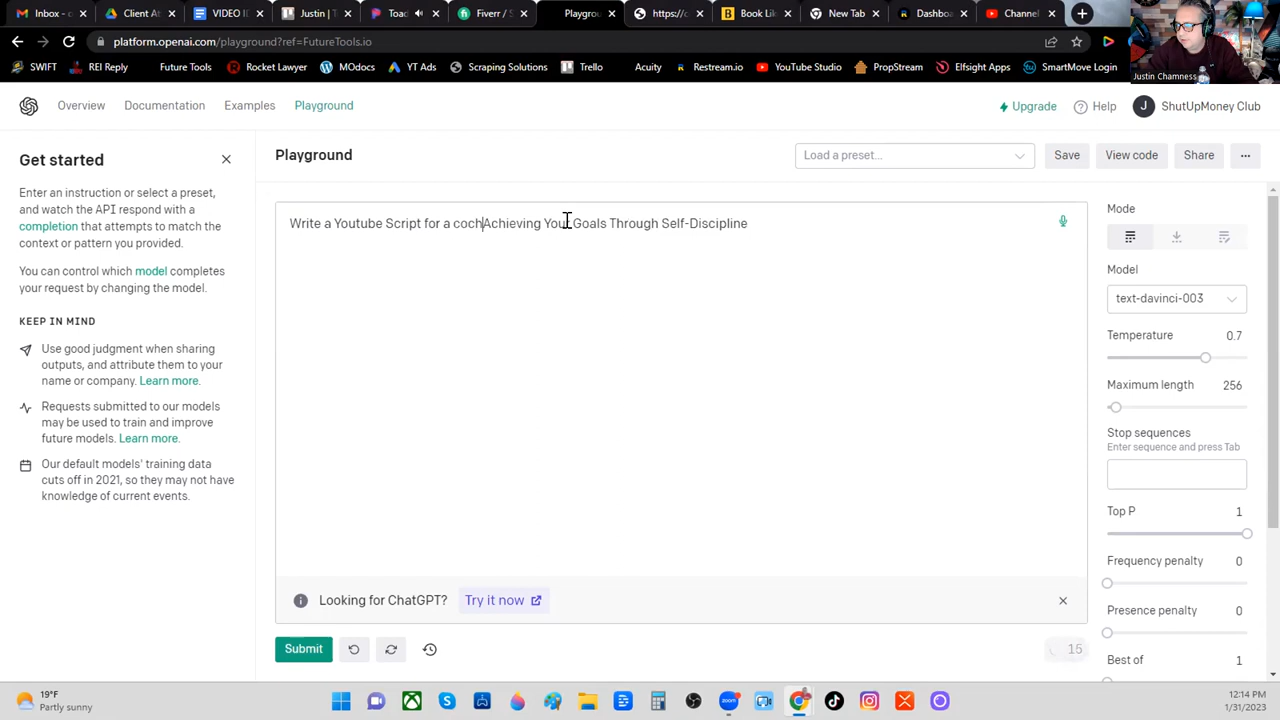 Inbox -
Client At
VIDEO ID
Justin | T
Toad
Fiverr / S
Playgroun
https://c
Book Like
New Tab
Dashboa
Channel
platform.openai.com/playground?ref=FutureTools.io
SWIFT
REI Reply
Future Tools
Rocket Lawyer
MOdocs
YT Ads
Scraping Solutions
Trello
Acuity
Restream.io
YouTube Studio
PropStream
Elfsight Apps
SmartMove Login
Justin Chamness
Overview
Documentation
Examples
Playground
Upgrade
Help
J
ShutUpMoney Club
Get started
Enter an instruction or select a preset,
and watch the API respond with a
completion that attempts to match the
context or pattern you provided.
You can control which model completes
your request by changing the model.
KEEP IN MIND
Use good judgment when sharing
outputs, and attribute them to your
name or company. Learn more.
Requests submitted to our models
may be used to train and improve
future models. Learn more.
Our default models' training data
cuts off in 2021, so they may not have
knowledge of current events.
Playground
Load a preset...
Save
View code
Share
Write a Youtube Script for a cochAchieving Your Goals Through Self-Discipline
Looking for ChatGPT? Try it now
Submit
15
Mode
Model
text-davinci-003
Temperature 0.7
Maximum length 256
Stop sequences
Enter sequence and press Tab
Top P 1
Frequency penalty 0
Presence penalty 0
Best of 1
19°F
Partly sunny
12:14 PM
1/31/2023